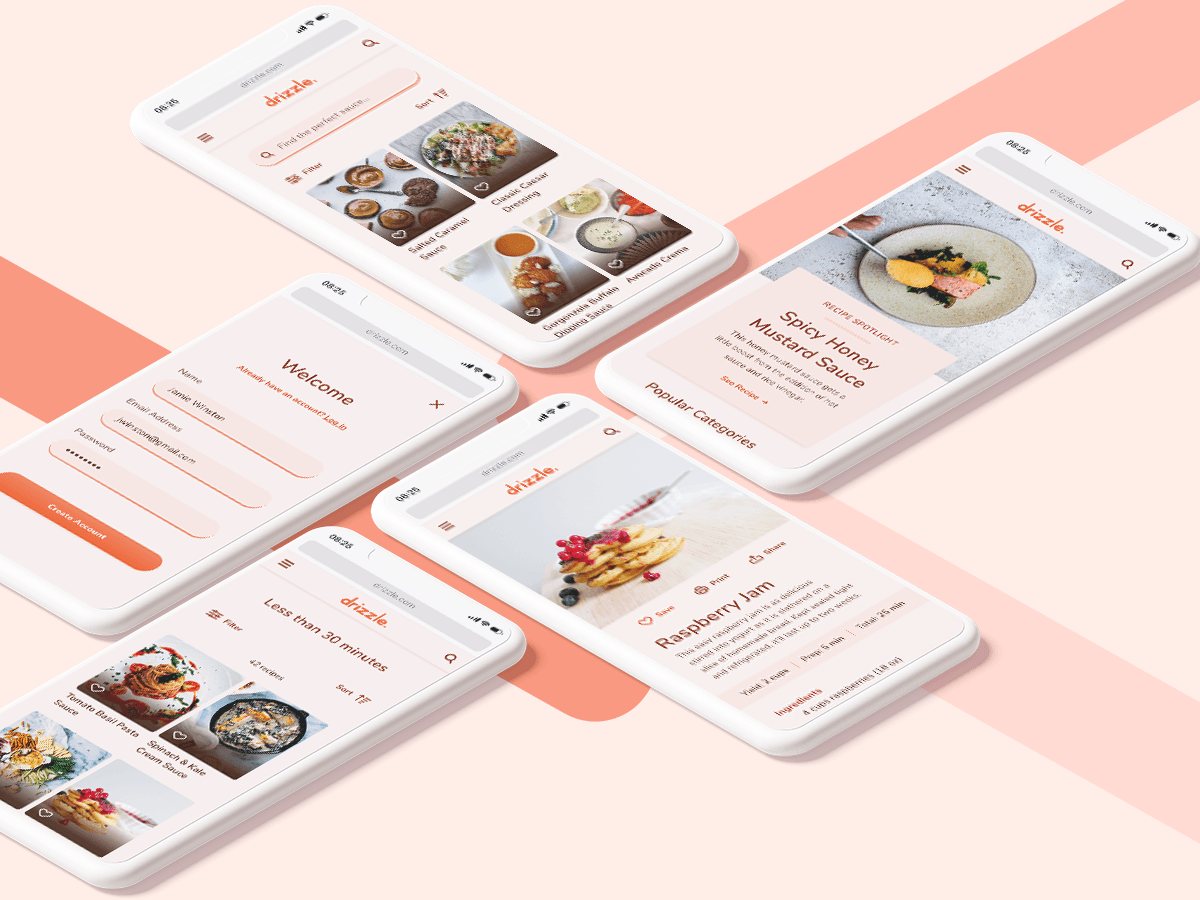 08:25
drizzle.com
drizzle.
Find the perfect sauce...
Filter
Sort
Salted Caramel
Sauce
Classic Caesar
Dressing
Gorgonzola Buffalo
Dipping Sauce
Avocado Crema
08:25
drizzle.com
drizzle.
RECIPE SPOTLIGHT
Spicy Honey
Mustard Sauce
This honey mustard sauce gets a
little boost from the addition of hot
sauce and rice vinegar.
See Recipe →
Popular Categories
08:25
drizzle.com
Welcome
Already have an account? Log in
Name
Jamie Winston
Email Address
jwinston@gmail.com
Password
••••••••
Create Account
08:25
drizzle.com
drizzle.
Save
Print
Share
Raspberry Jam
This easy raspberry jam is as delicious
stirred into yogurt as it is slathered on a
slice of homemade bread. Kept sealed tight
and refrigerated, it'll last up to two weeks.
Yield: 2 cups | Prep: 5 min | Total: 25 min
Ingredients
4 cups raspberries (18 oz)
08:25
drizzle.com
drizzle.
Less than 30 minutes
Filter
42 recipes
Sort
Tomato Basil Pasta
Sauce
Spinach & Kale
Cream Sauce